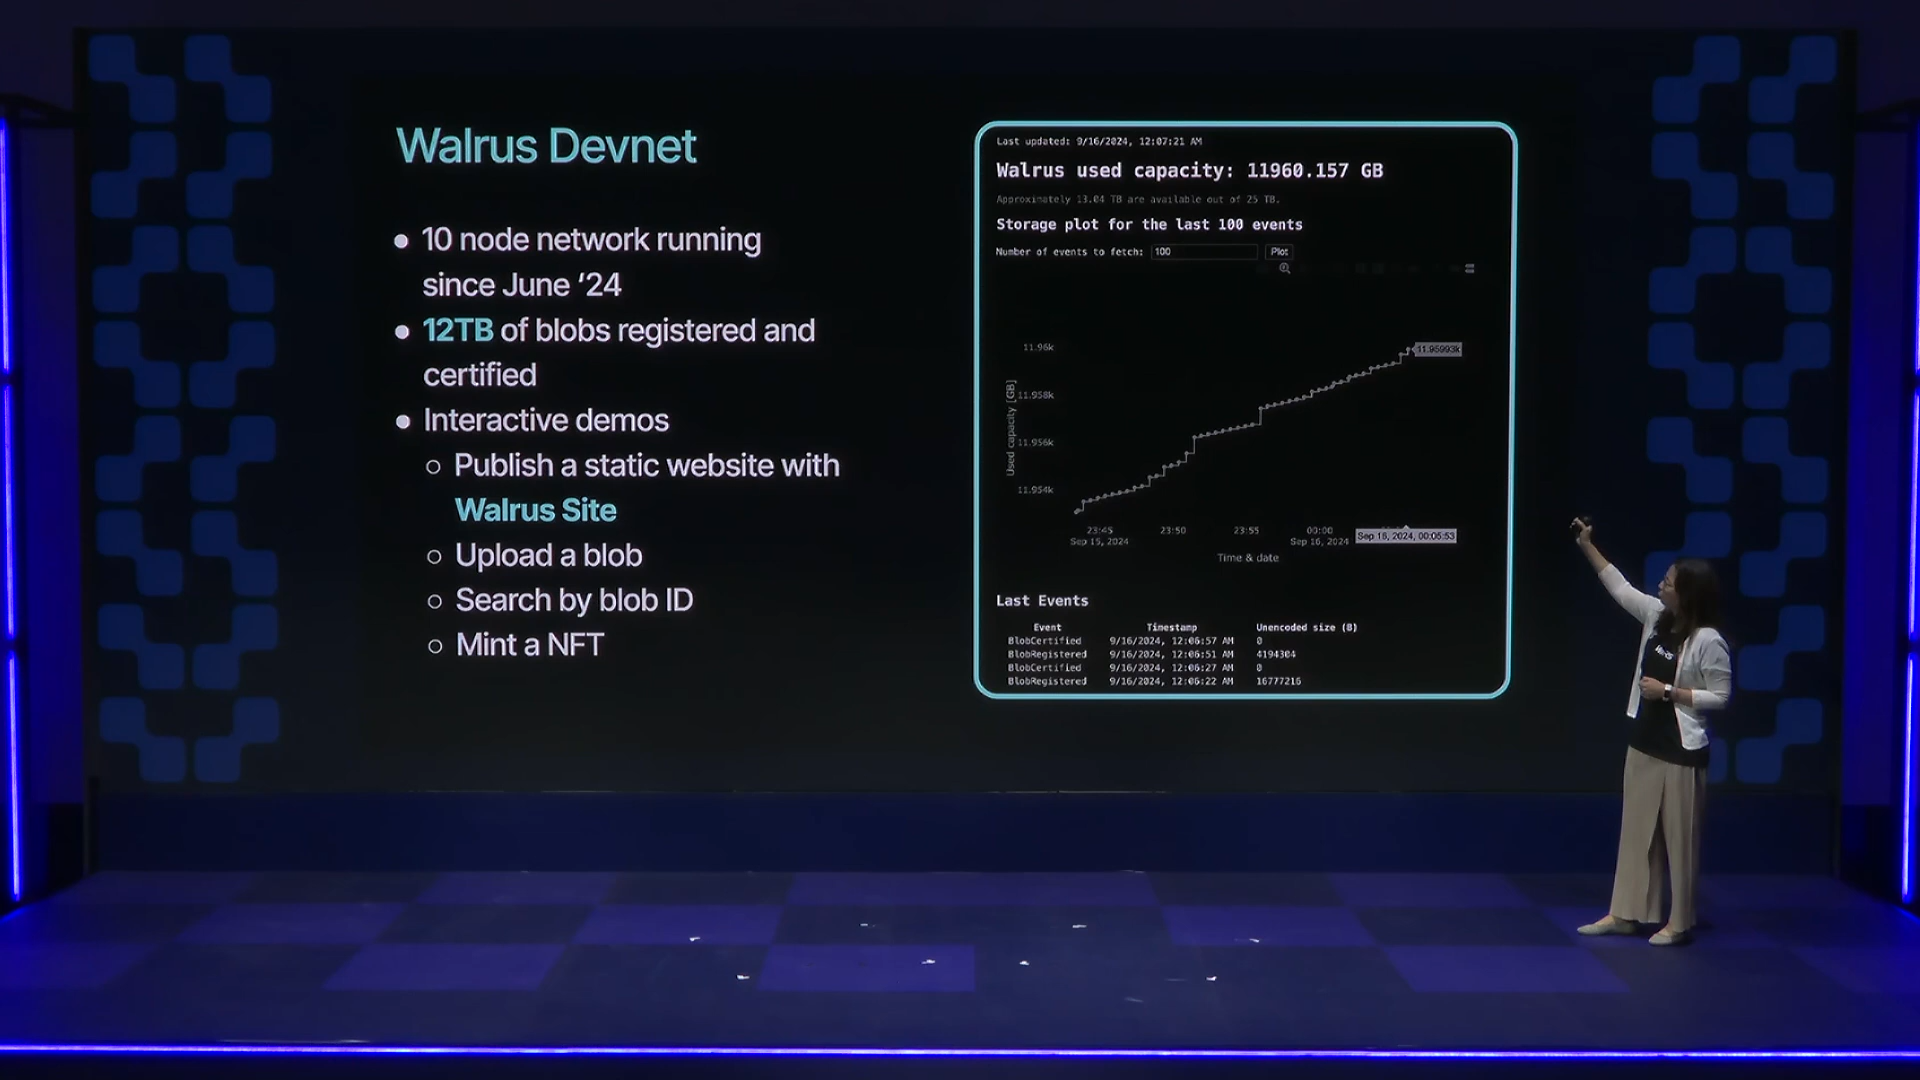 Walrus Devnet
● 10 node network running
since June ‘24
● 12TB of blobs registered and
certified
● Interactive demos
○ Publish a static website with
Walrus Site
○ Upload a blob
○ Search by blob ID
○ Mint a NFT
Last updated: 9/16/2024, 12:07:21 AM
Walrus used capacity: 11960.157 GB
Approximately 13.04 TB are available out of 25 TB.
Storage plot for the last 100 events
Number of events to fetch: 100 Plot
11.96k
11.95993k
11.958k
11.956k
11.954k
Used capacity [GB]
23:45 23:50 23:55 00:00
Sep 15, 2024 Sep 16, 2024 Sep 16, 2024, 00:05:53
Time & date
Last Events
Event Timestamp Unencoded size (B)
BlobCertified 9/16/2024, 12:06:57 AM 0
BlobRegistered 9/16/2024, 12:06:51 AM 4194304
BlobCertified 9/16/2024, 12:06:27 AM 0
BlobRegistered 9/16/2024, 12:06:22 AM 16777216